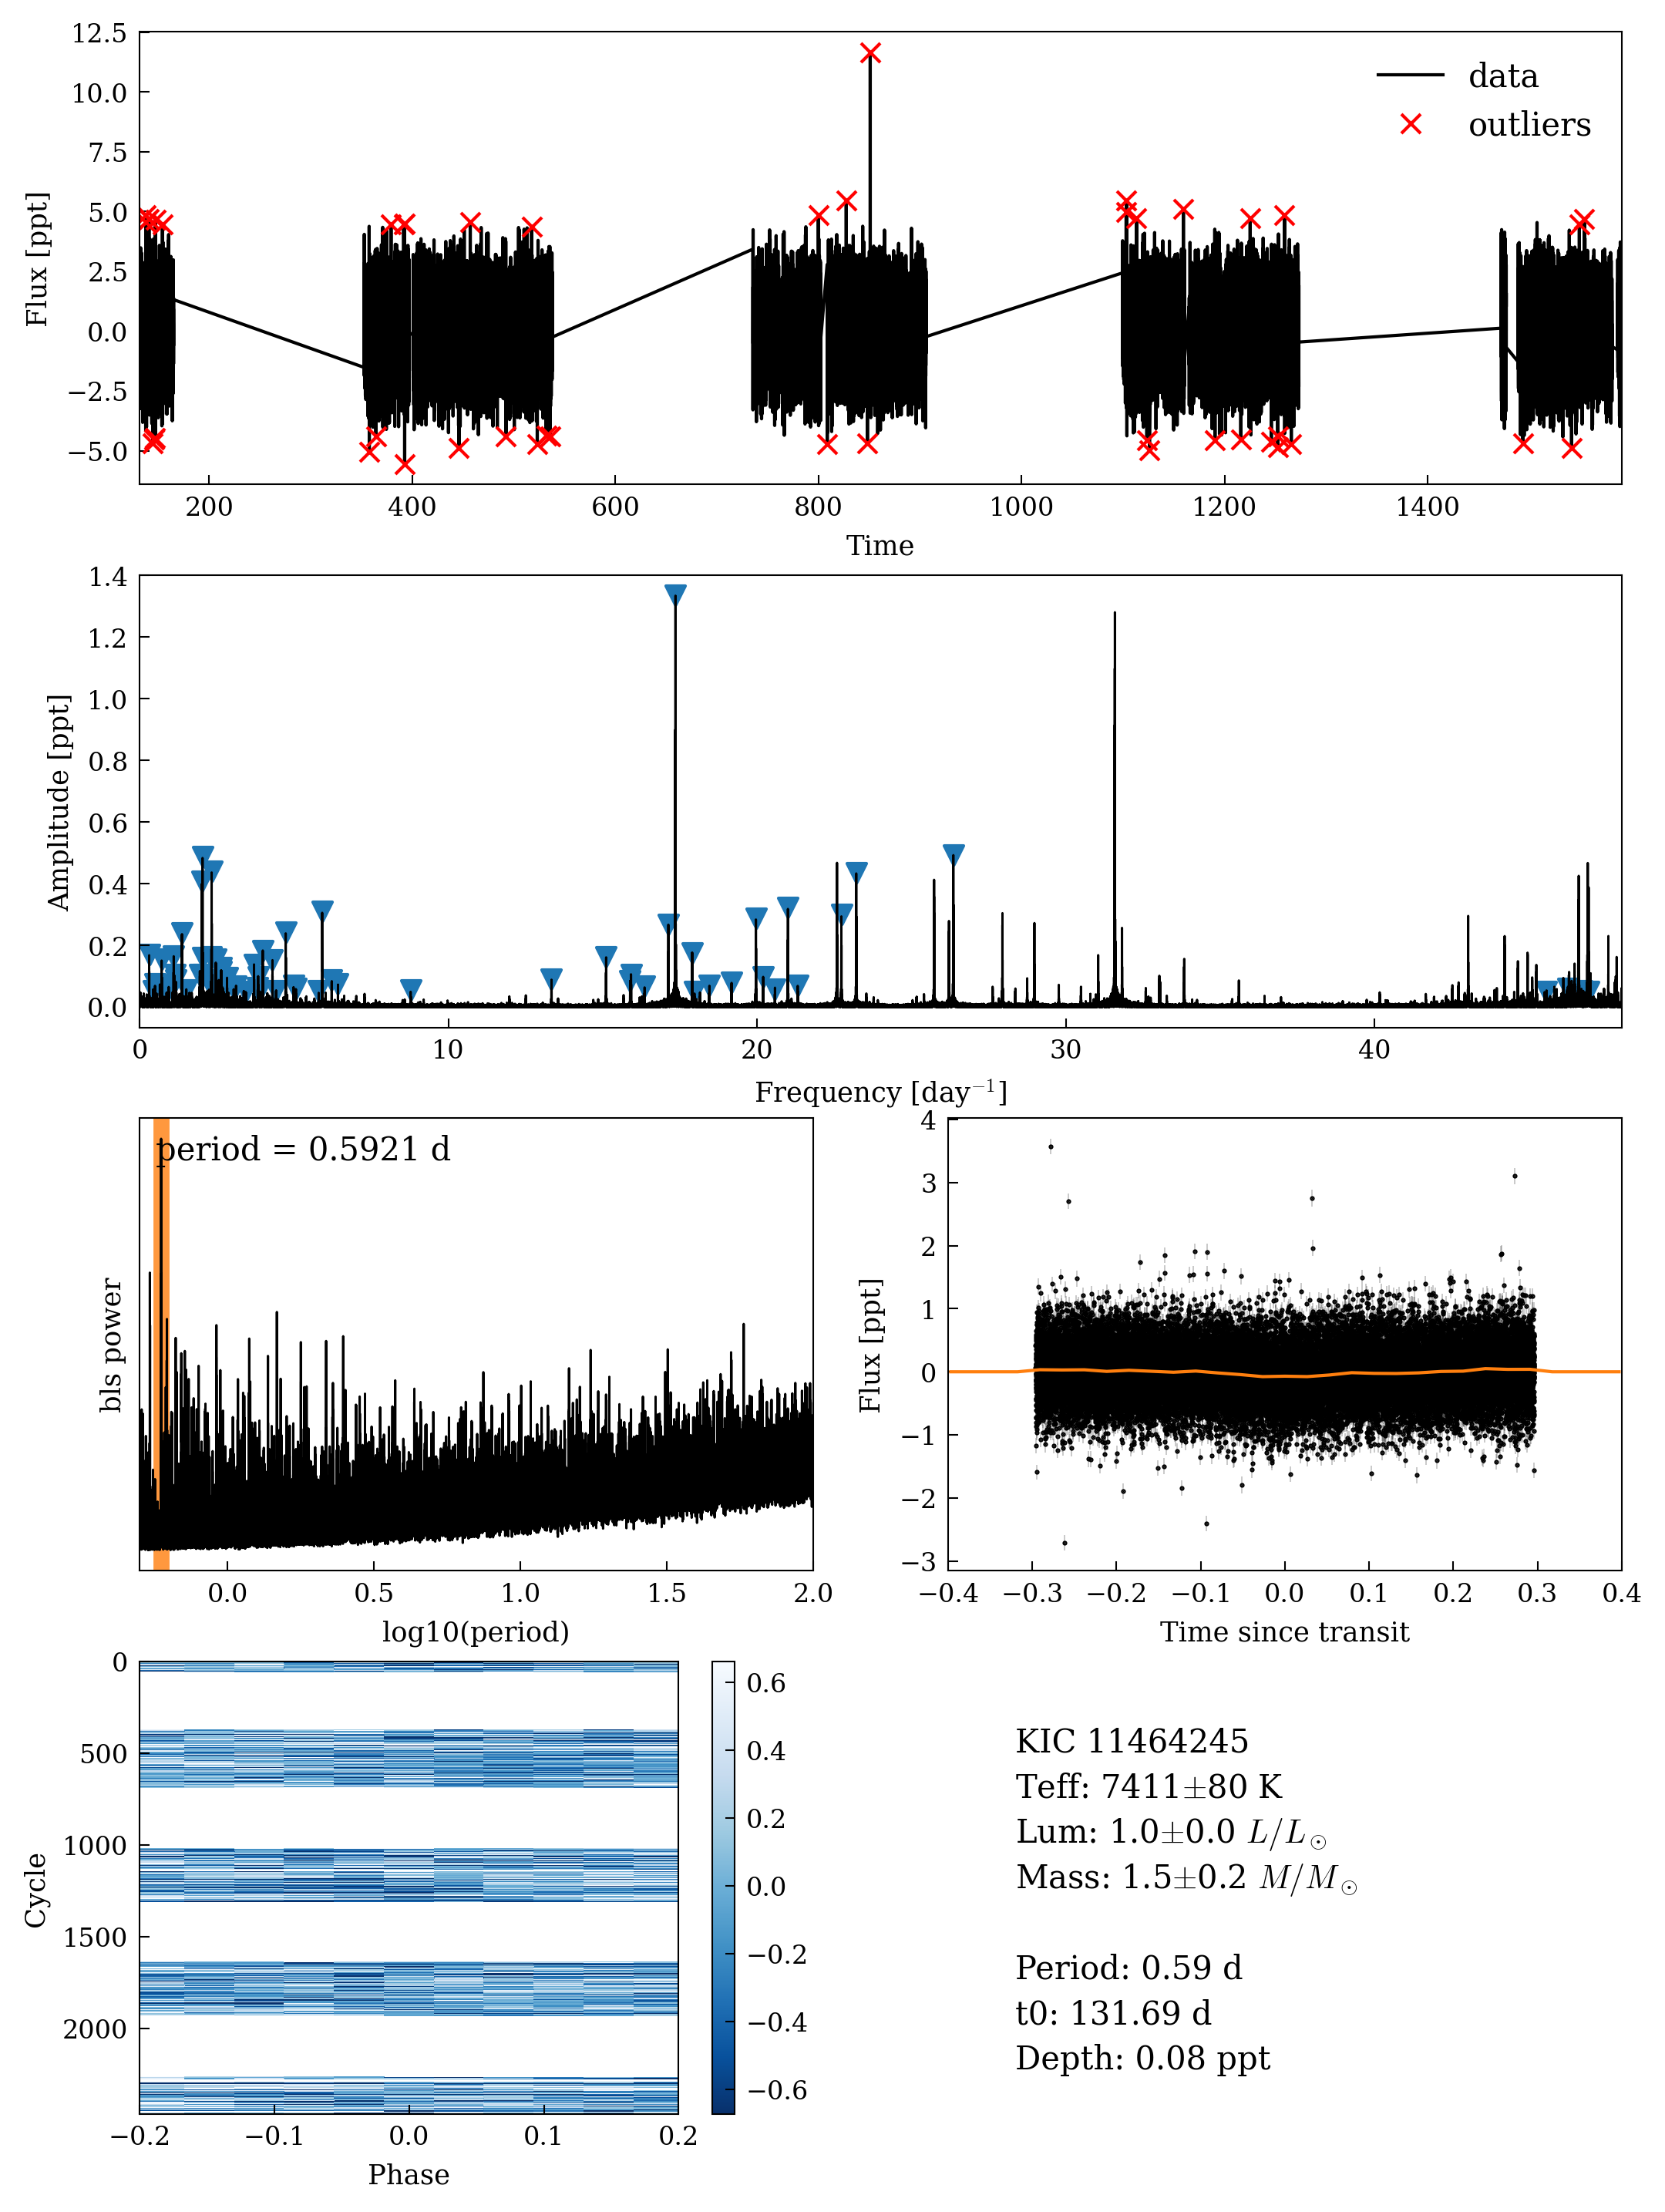 12.5
10.0
7.5
5.0
2.5
0.0
−2.5
−5.0
Flux [ppt]
data
outliers
200 400 600 800 1000 1200 1400
Time
1.4
1.2
1.0
0.8
0.6
0.4
0.2
0.0
Amplitude [ppt]
0 10 20 30 40
Frequency [day⁻¹]
period = 0.5921 d
bls power
0.0 0.5 1.0 1.5 2.0
log10(period)
4
3
2
1
0
−1
−2
−3
Flux [ppt]
−0.4 −0.3 −0.2 −0.1 0.0 0.1 0.2 0.3 0.4
Time since transit
0
500
1000
1500
2000
Cycle
−0.2 −0.1 0.0 0.1 0.2
Phase
0.6
0.4
0.2
0.0
−0.2
−0.4
−0.6
KIC 11464245
Teff: 7411±80 K
Lum: 1.0±0.0 L/L⊙
Mass: 1.5±0.2 M/M⊙
Period: 0.59 d
t0: 131.69 d
Depth: 0.08 ppt